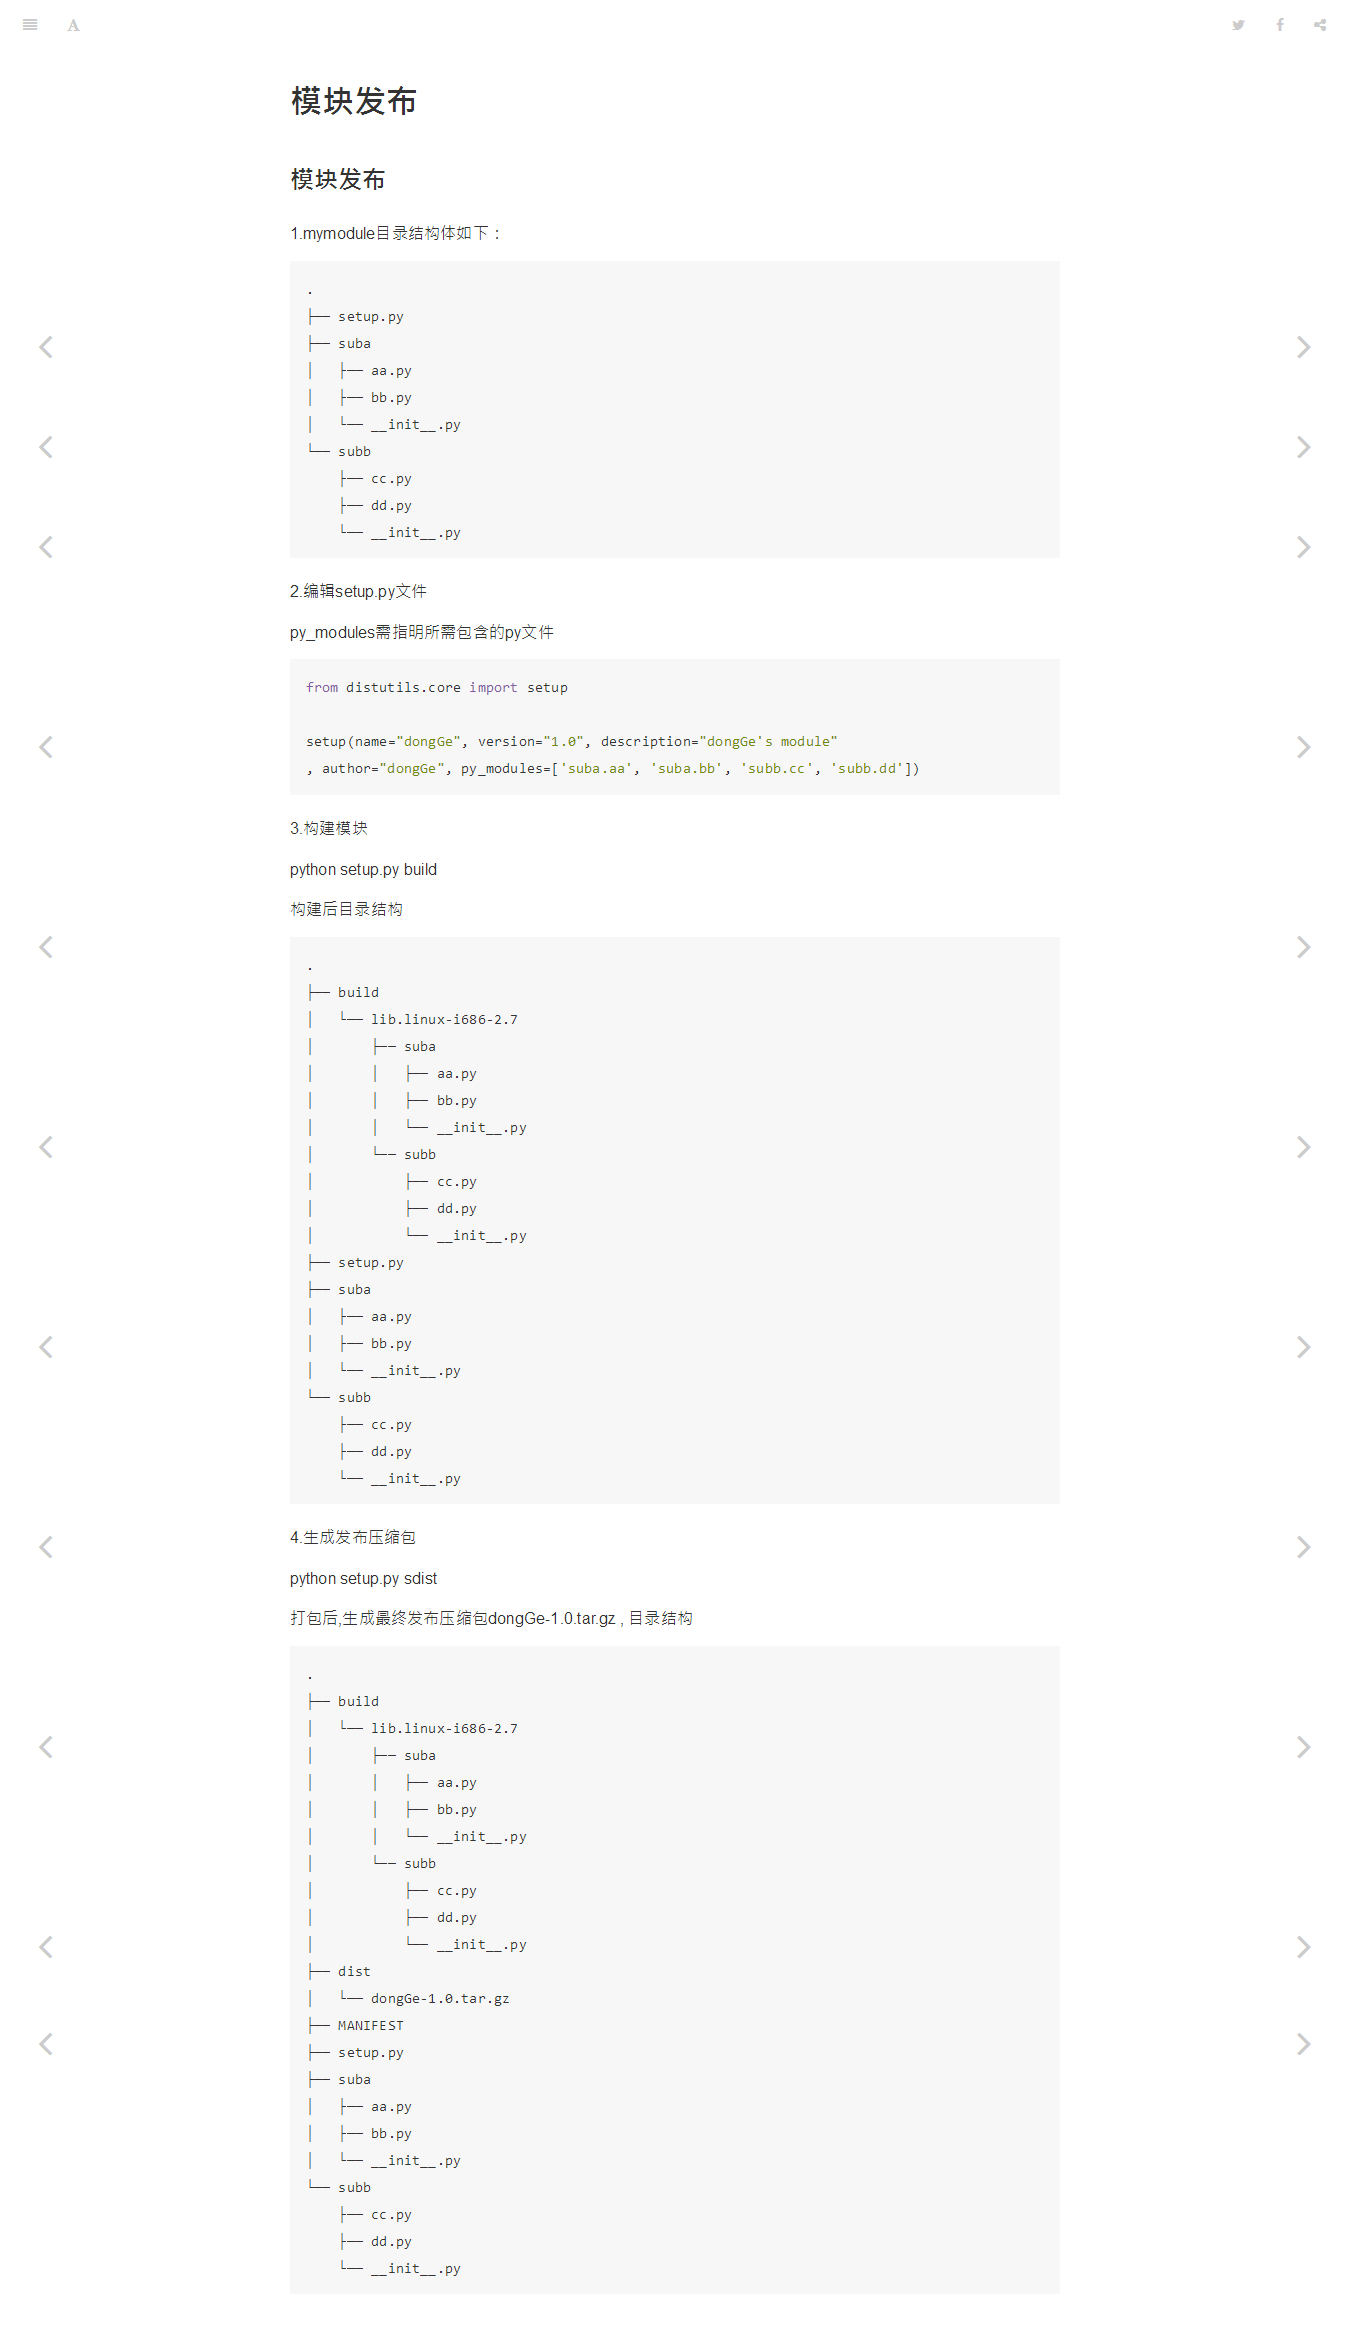 模块发布
模块发布
1.mymodule目录结构体如下：
.
├── setup.py
├── suba
│   ├── aa.py
│   ├── bb.py
│   └── __init__.py
└── subb
    ├── cc.py
    ├── dd.py
    └── __init__.py
2.编辑setup.py文件
py_modules需指明所需包含的py文件
from distutils.core import setup
setup(name="dongGe", version="1.0", description="dongGe's module"
, author="dongGe", py_modules=['suba.aa', 'suba.bb', 'subb.cc', 'subb.dd'])
3.构建模块
python setup.py build
构建后目录结构
.
├── build
│   └── lib.linux-i686-2.7
│       ├── suba
│       │   ├── aa.py
│       │   ├── bb.py
│       │   └── __init__.py
│       └── subb
│           ├── cc.py
│           ├── dd.py
│           └── __init__.py
├── setup.py
├── suba
│   ├── aa.py
│   ├── bb.py
│   └── __init__.py
└── subb
    ├── cc.py
    ├── dd.py
    └── __init__.py
4.生成发布压缩包
python setup.py sdist
打包后,生成最终发布压缩包dongGe-1.0.tar.gz , 目录结构
.
├── build
│   └── lib.linux-i686-2.7
│       ├── suba
│       │   ├── aa.py
│       │   ├── bb.py
│       │   └── __init__.py
│       └── subb
│           ├── cc.py
│           ├── dd.py
│           └── __init__.py
├── dist
│   └── dongGe-1.0.tar.gz
├── MANIFEST
├── setup.py
├── suba
│   ├── aa.py
│   ├── bb.py
│   └── __init__.py
└── subb
    ├── cc.py
    ├── dd.py
    └── __init__.py